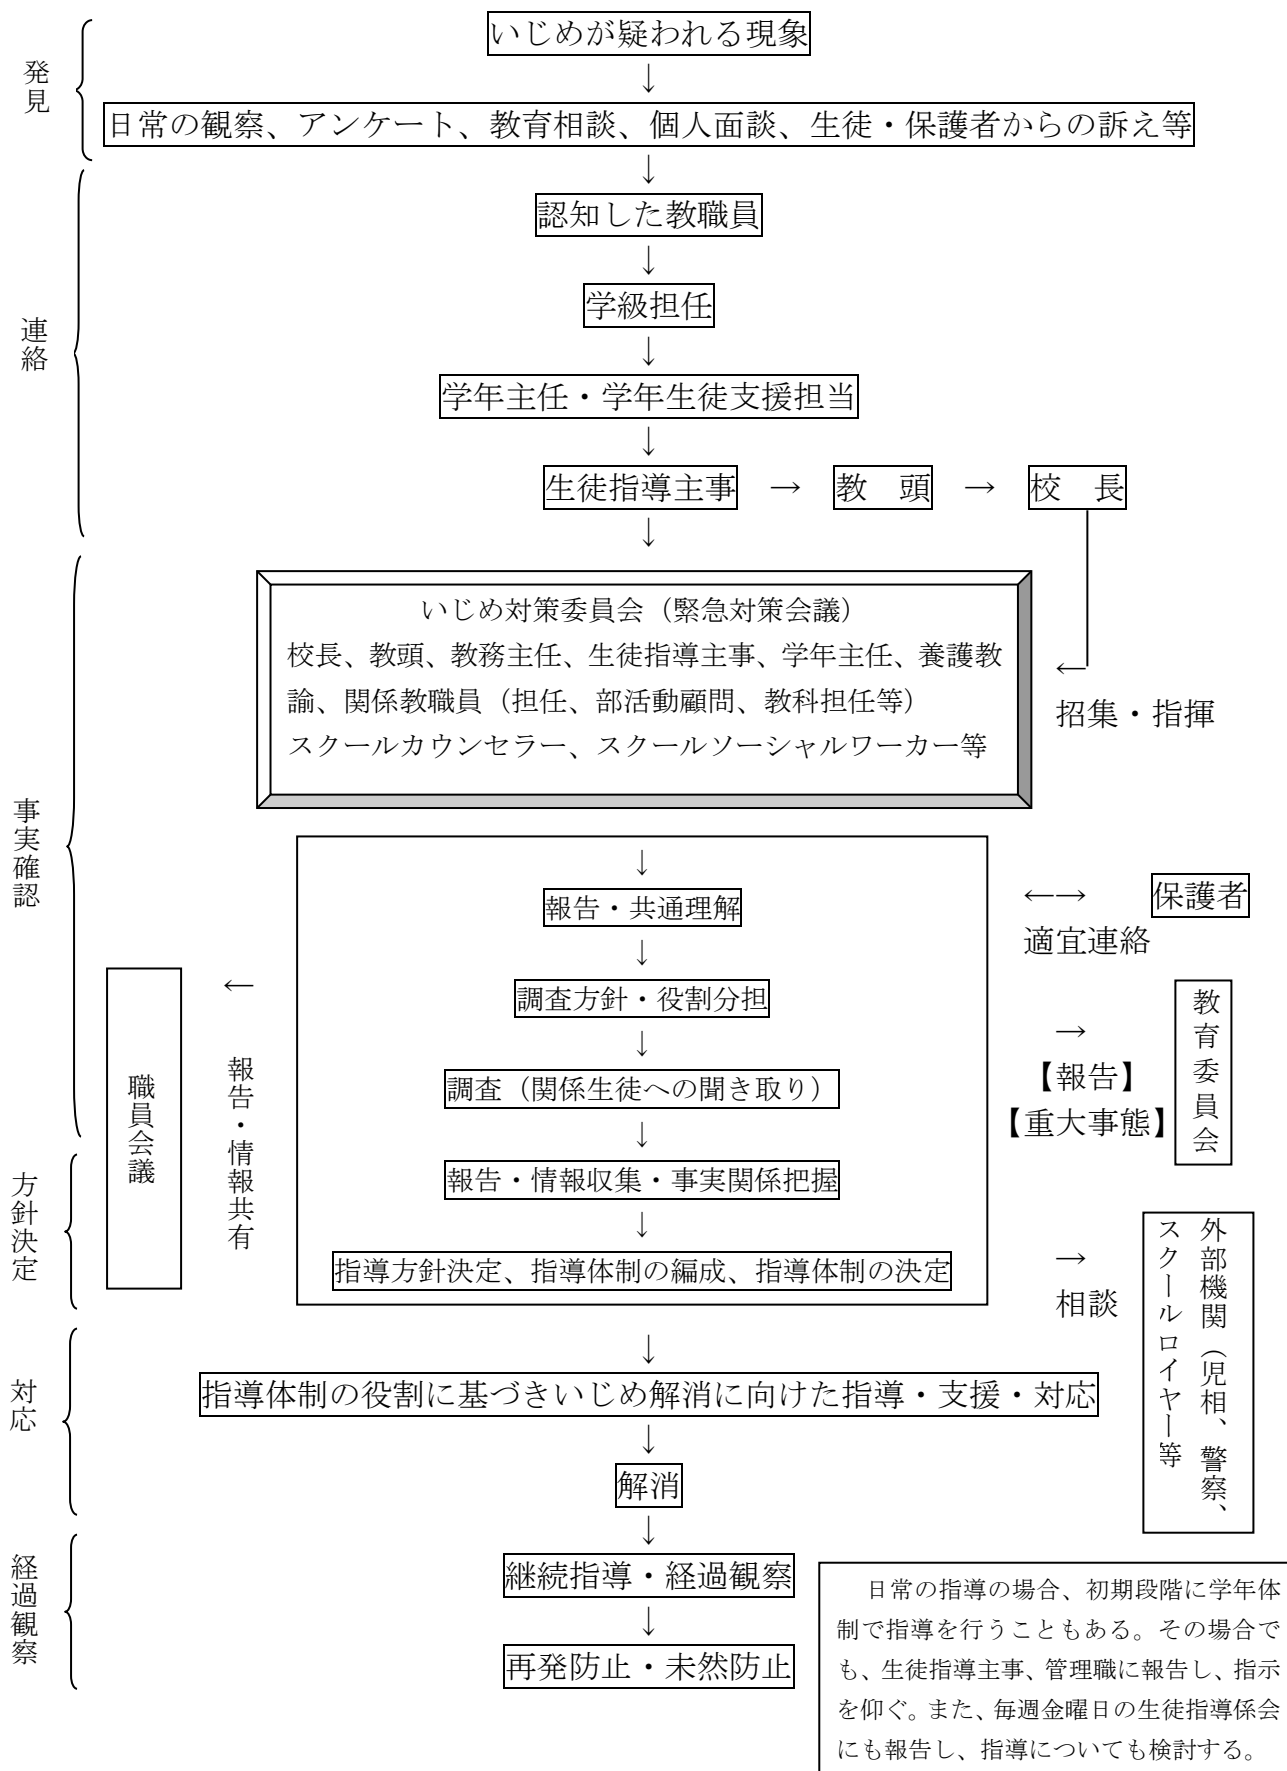 発見
いじめが疑われる現象
↓
日常の観察、アンケート、教育相談、個人面談、生徒・保護者からの訴え等
↓
連絡
認知した教職員
↓
学級担任
↓
学年主任・学年生徒支援担当
↓
生徒指導主事 → 教　頭 → 校　長
↓
事実確認
いじめ対策委員会（緊急対策会議）
校長、教頭、教務主任、生徒指導主事、学年主任、養護教
諭、関係教職員（担任、部活動顧問、教科担任等）
スクールカウンセラー、スクールソーシャルワーカー等
←
招集・指揮
↓
報告・共通理解
←→ 保護者
適宜連絡
↓
調査方針・役割分担
↓
調査（関係生徒への聞き取り）
→
【報告】
【重大事態】
教育委員会
←
報告・情報共有
職員会議
↓
方針決定
報告・情報収集・事実関係把握
↓
指導方針決定、指導体制の編成、指導体制の決定
→
相談
外部機関（児相、警察、
スクールロイヤー等
↓
対応
指導体制の役割に基づきいじめ解消に向けた指導・支援・対応
↓
解消
↓
経過観察
継続指導・経過観察
↓
再発防止・未然防止
日常の指導の場合、初期段階に学年体
制で指導を行うこともある。その場合で
も、生徒指導主事、管理職に報告し、指示
を仰ぐ。また、毎週金曜日の生徒指導係会
にも報告し、指導についても検討する。